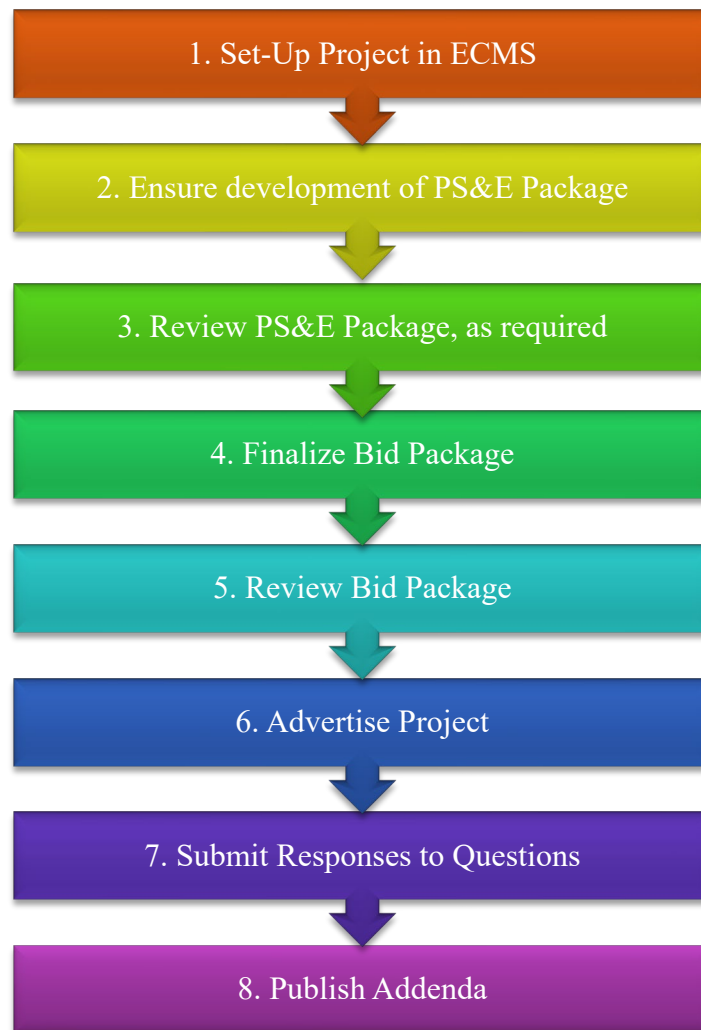 1. Set-Up Project in ECMS
2. Ensure development of PS&E Package
3. Review PS&E Package, as required
4. Finalize Bid Package
5. Review Bid Package
6. Advertise Project
7. Submit Responses to Questions
8. Publish Addenda